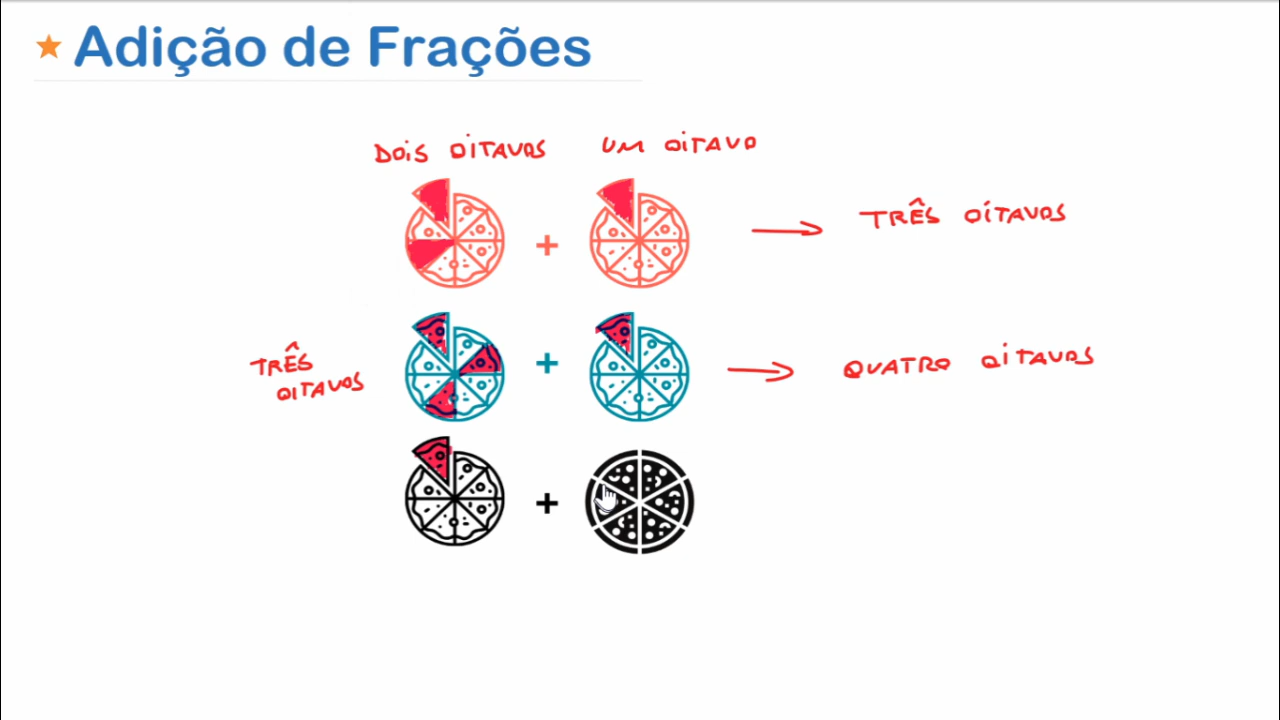 Adição de Frações
DOIS OITAVOS + UM OITAVO
+ → TRÊS OITAVOS
TRÊS
OITAVOS
+ → QUATRO OITAVOS
+